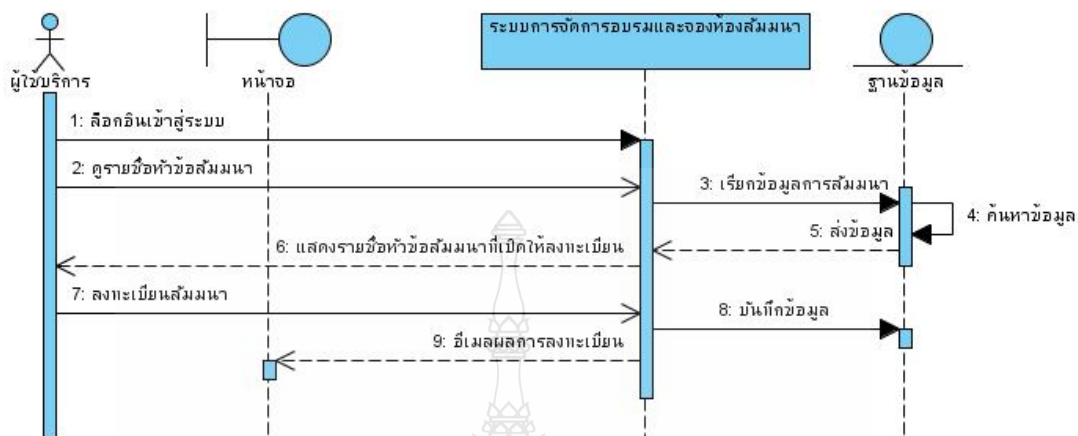 ระบบการจัดการอบรมและจองห้องสัมมนา
ผู้ใช้บริการ
หน้าจอ
ฐานข้อมูล
1: ล็อกอินเข้าสู่ระบบ
2: ดูรายชื่อหัวข้อสัมมนา
3: เรียกข้อมูลการสัมมนา
4: ค้นหาข้อมูล
5: ส่งข้อมูล
6: แสดงรายชื่อหัวข้อสัมมนาที่เปิดให้ลงทะเบียน
7: ลงทะเบียนสัมมนา
8: บันทึกข้อมูล
9: อีเมลผลการลงทะเบียน